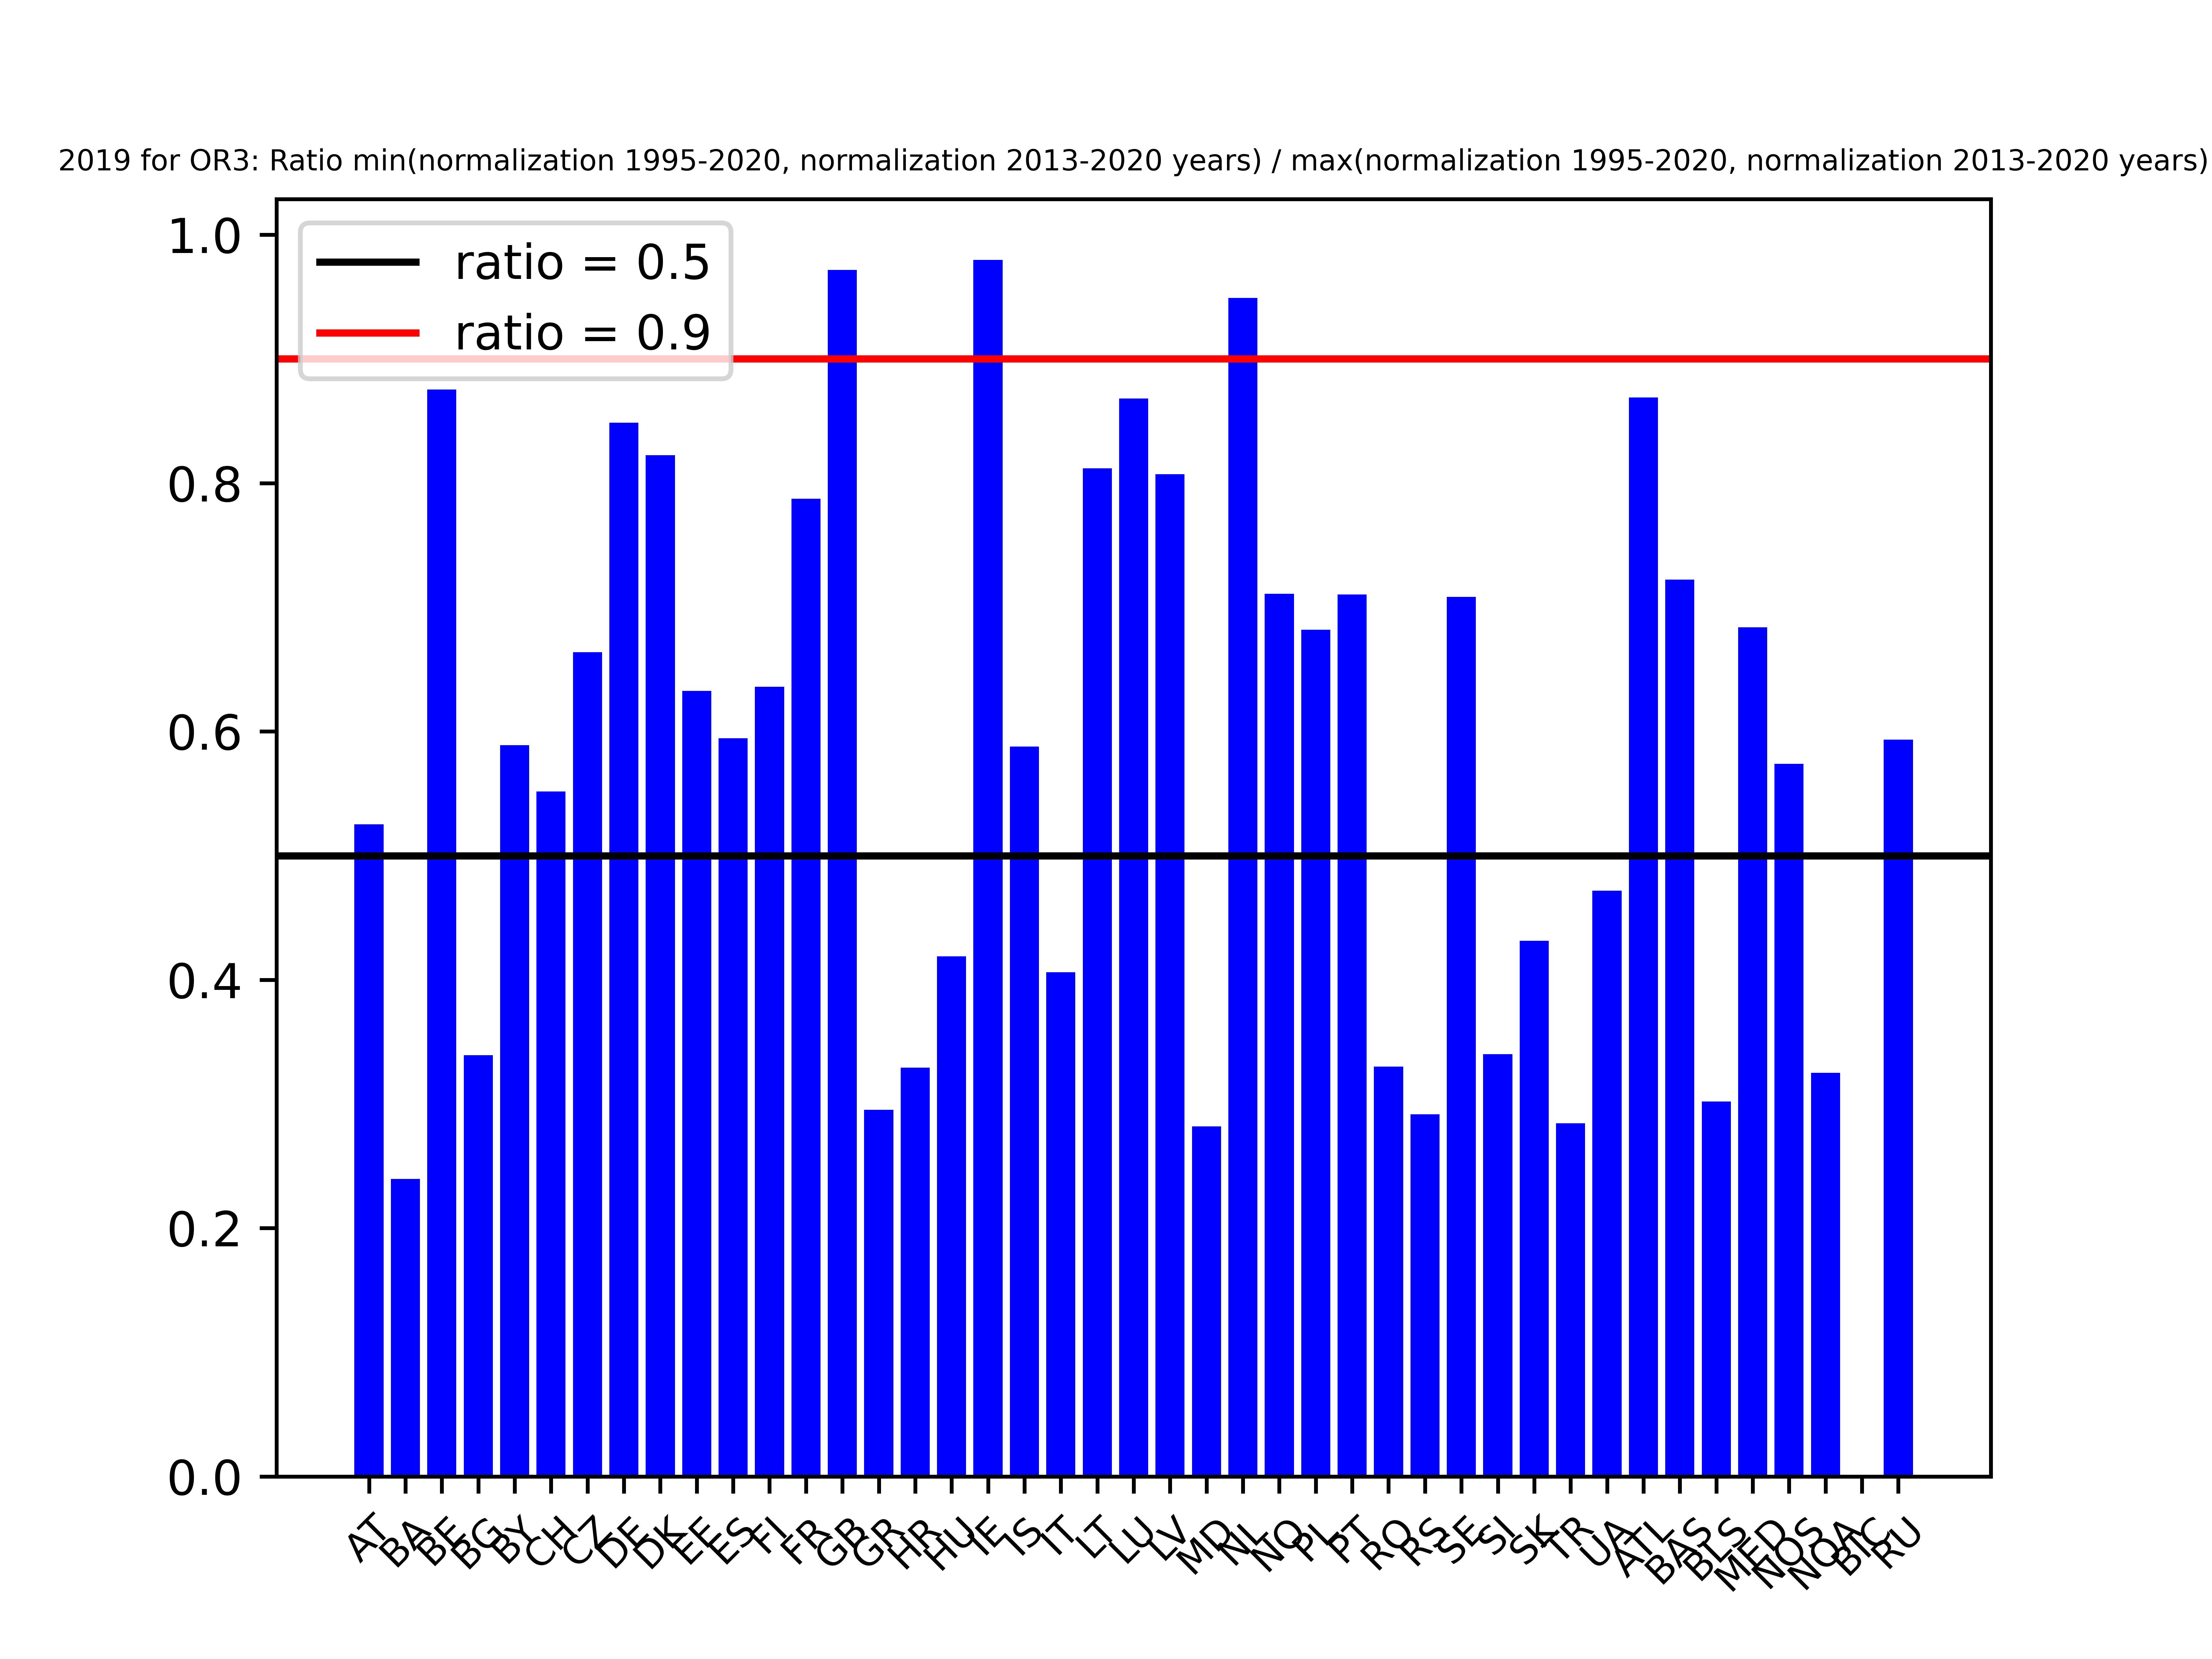 2019 for OR3: Ratio min(normalization 1995-2020, normalization 2013-2020 years) / max(normalization 1995-2020, normalization 2013-2020 years)
ratio = 0.5
ratio = 0.9
1.0
0.8
0.6
0.4
0.2
0.0
AT
BA
BE
BG
BY
CH
CZ
DE
DK
EE
ES
FI
FR
GB
GR
HR
HU
IE
IS
IT
LT
LU
LV
MD
NL
NO
PL
PT
RO
RS
SE
SI
SK
TR
UA
ATL
BAS
BLS
MED
NOS
NOA
BIC
RU